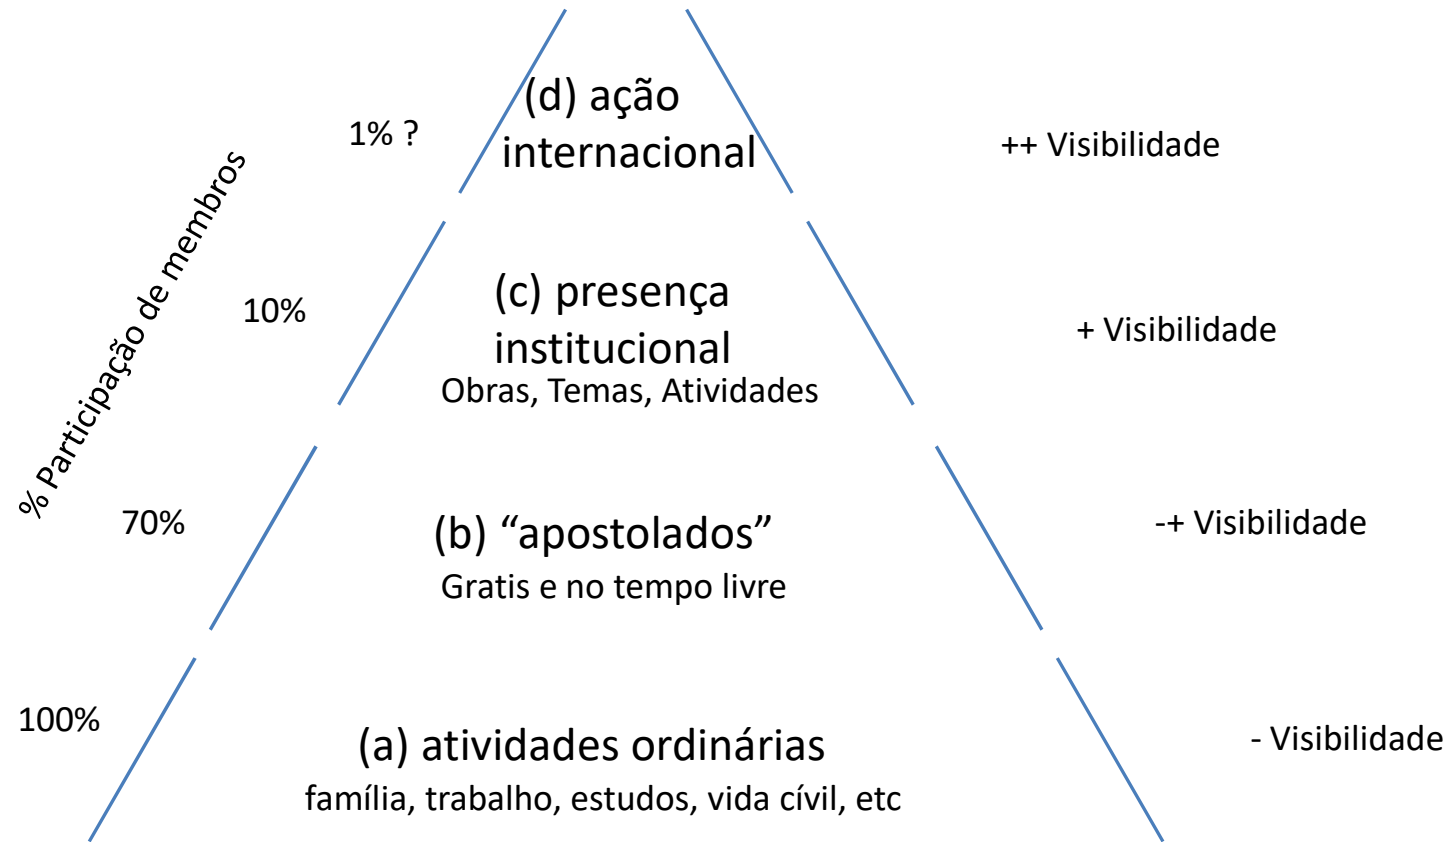 (d) ação
internacional
1% ?
++ Visibilidade
% Participação de membros
(c) presença
institucional
Obras, Temas, Atividades
10%
+ Visibilidade
70%
(b) “apostolados”
Gratis e no tempo livre
-+ Visibilidade
100%
(a) atividades ordinárias
família, trabalho, estudos, vida cívil, etc
- Visibilidade